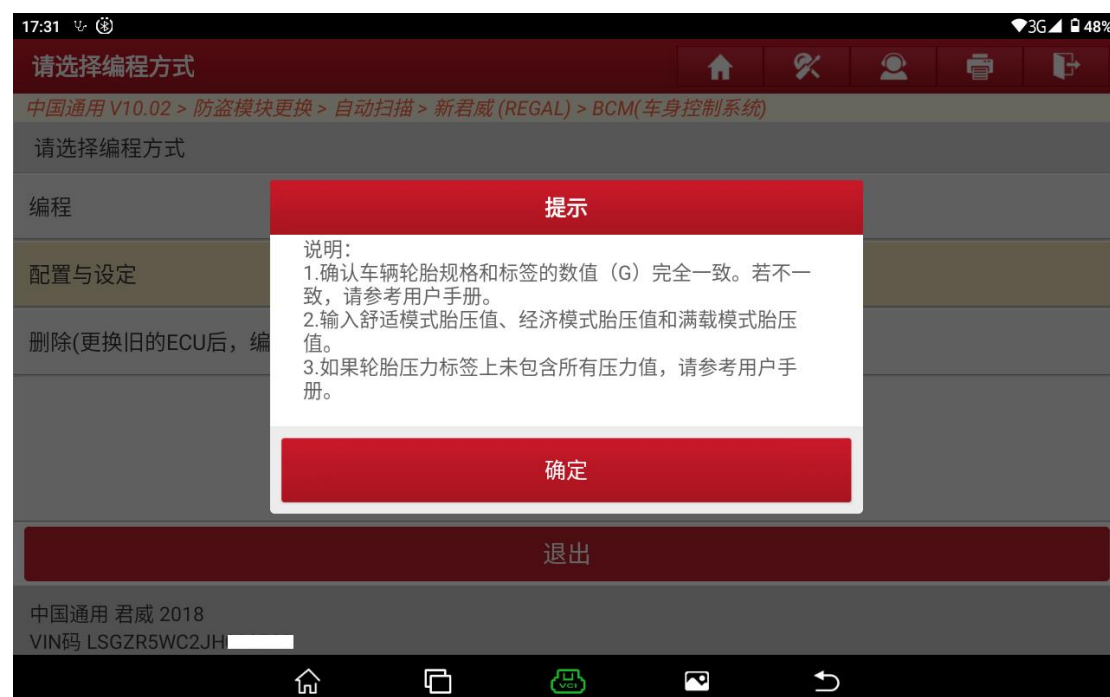 17:31
3G 48%
请选择编程方式
中国通用 V10.02 > 防盗模块更换 > 自动扫描 > 新君威 (REGAL) > BCM(车身控制系统)
请选择编程方式
编程
配置与设定
删除(更换旧的ECU后，编
提示
说明：
1.确认车辆轮胎规格和标签的数值（G）完全一致。若不一
致，请参考用户手册。
2.输入舒适模式胎压值、经济模式胎压值和满载模式胎压
值。
3.如果轮胎压力标签上未包含所有压力值，请参考用户手
册。
确定
退出
中国通用 君威 2018
VIN码 LSGZR5WC2JH
VCI